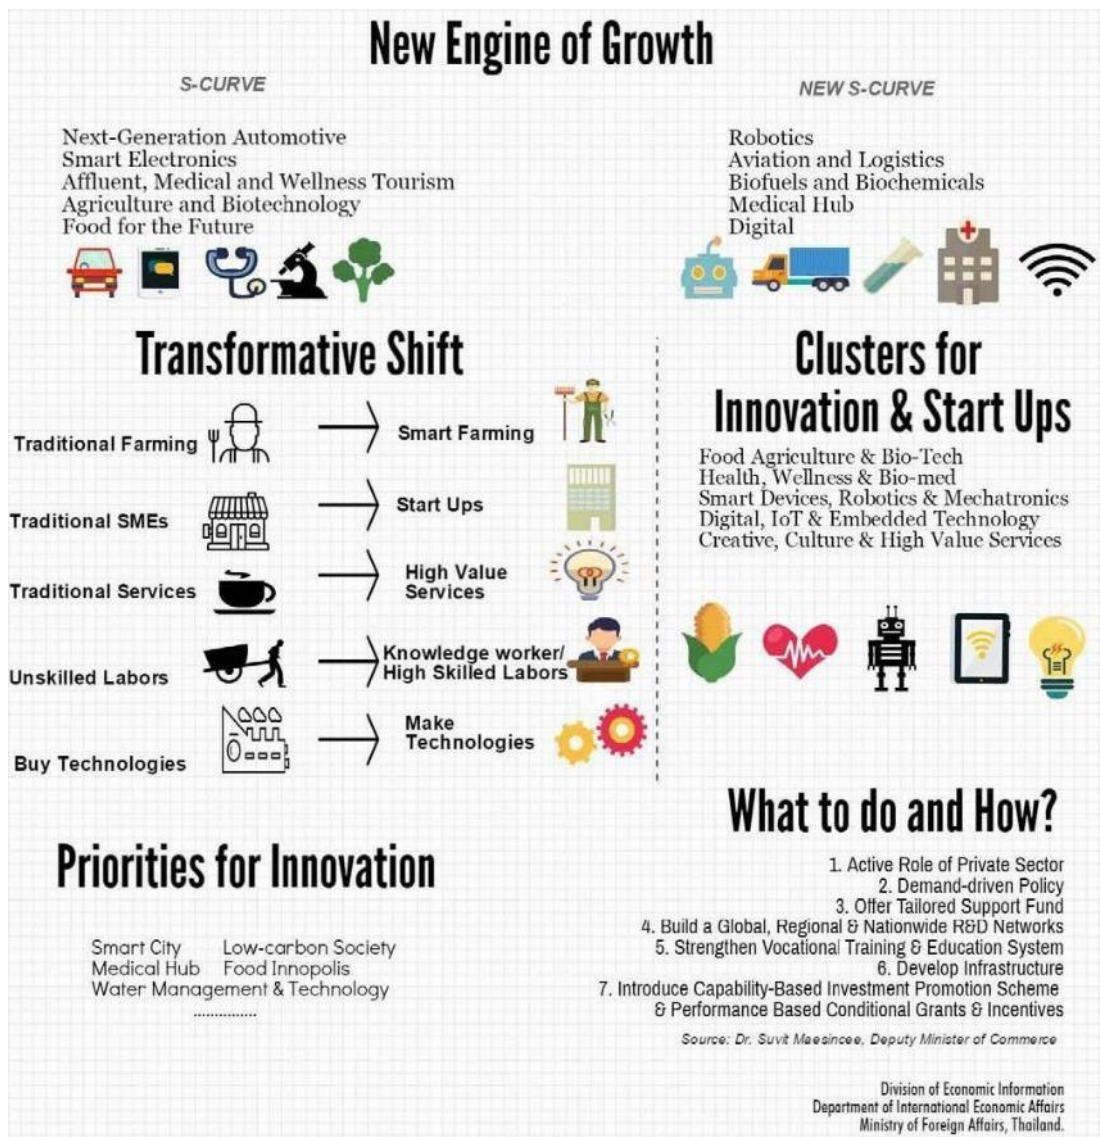 New Engine of Growth
S-CURVE
Next-Generation Automotive
Smart Electronics
Affluent, Medical and Wellness Tourism
Agriculture and Biotechnology
Food for the Future
NEW S-CURVE
Robotics
Aviation and Logistics
Biofuels and Biochemicals
Medical Hub
Digital
Transformative Shift
Traditional Farming
Smart Farming
Traditional SMEs
Start Ups
Traditional Services
High Value
Services
Unskilled Labors
Knowledge worker/
High Skilled Labors
Buy Technologies
Make
Technologies
Clusters for
Innovation & Start Ups
Food Agriculture & Bio-Tech
Health, Wellness & Bio-med
Smart Devices, Robotics & Mechatronics
Digital, IoT & Embedded Technology
Creative, Culture & High Value Services
Priorities for Innovation
Smart City Low-carbon Society
Medical Hub Food Innopolis
Water Management & Technology
...............
What to do and How?
1. Active Role of Private Sector
2. Demand-driven Policy
3. Offer Tailored Support Fund
4. Build a Global, Regional & Nationwide R&D Networks
5. Strengthen Vocational Training & Education System
6. Develop Infrastructure
7. Introduce Capability-Based Investment Promotion Scheme
& Performance Based Conditional Grants & Incentives
Source: Dr. Suvit Maesincee, Deputy Minister of Commerce
Division of Economic Information
Department of International Economic Affairs
Ministry of Foreign Affairs, Thailand.